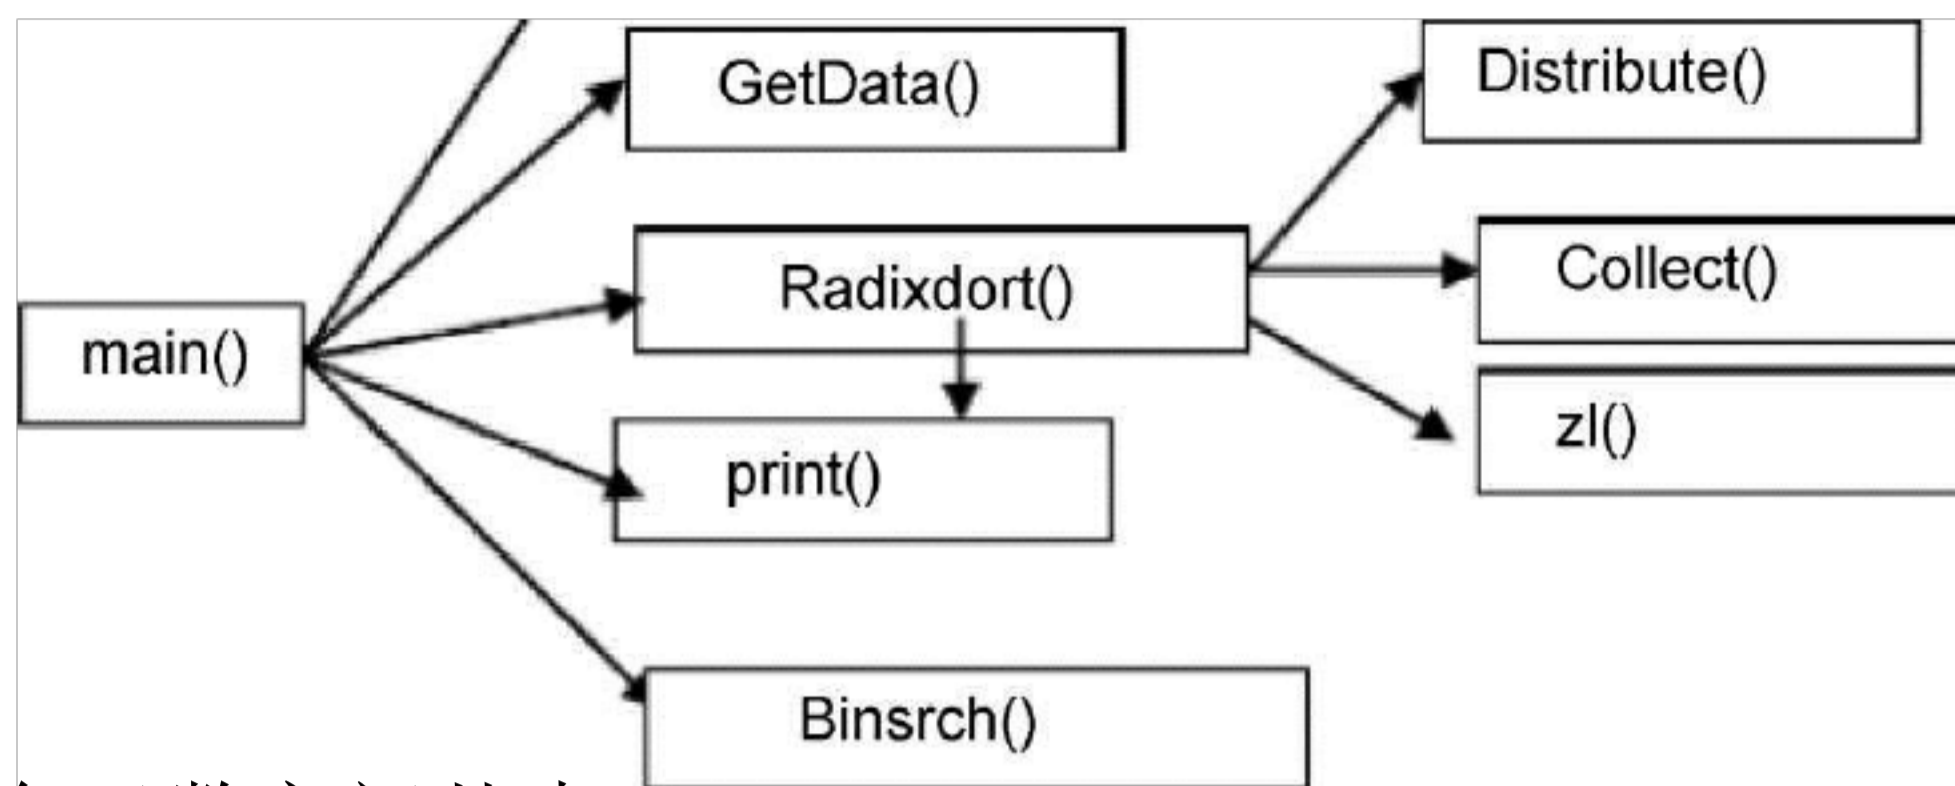 GetData()
Distribute()
Radixdort()
Collect()
main()
zl()
print()
Binsrch()